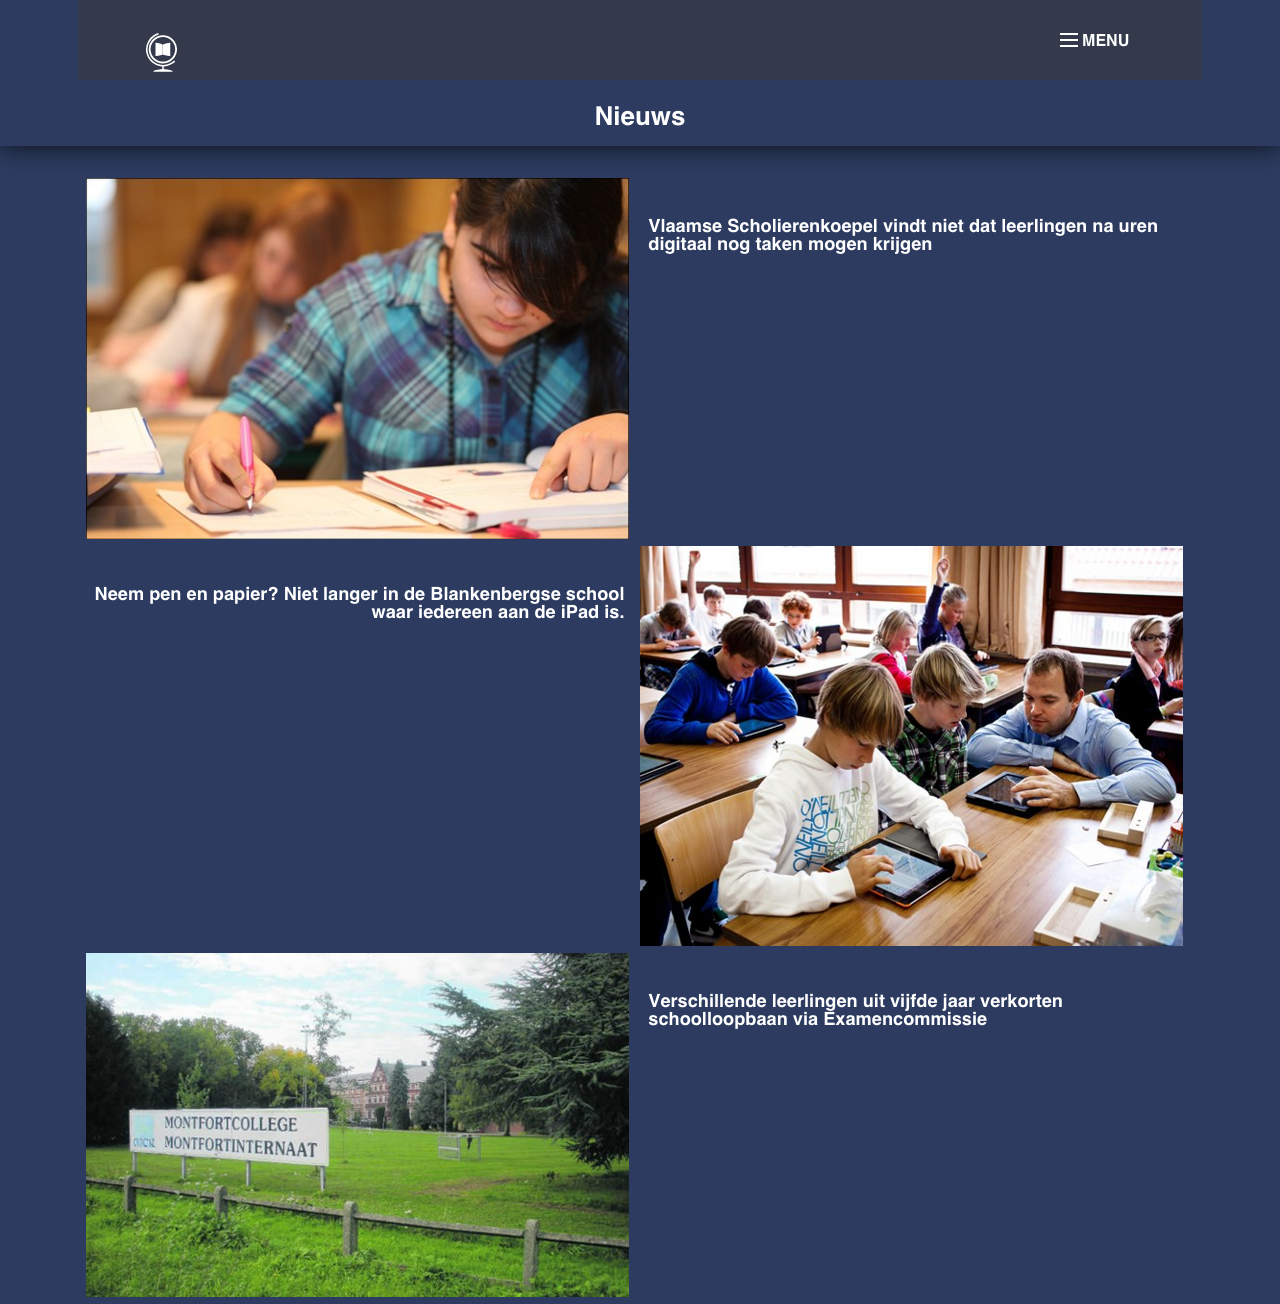 MENU
Nieuws
Vlaamse Scholierenkoepel vindt niet dat leerlingen na uren
digitaal nog taken mogen krijgen
Neem pen en papier? Niet langer in de Blankenbergse school
waar iedereen aan de iPad is.
MONTFORTCOLLEGE
MONTFORTINTERNAAT
Verschillende leerlingen uit vijfde jaar verkorten
schoolloopbaan via Examencommissie